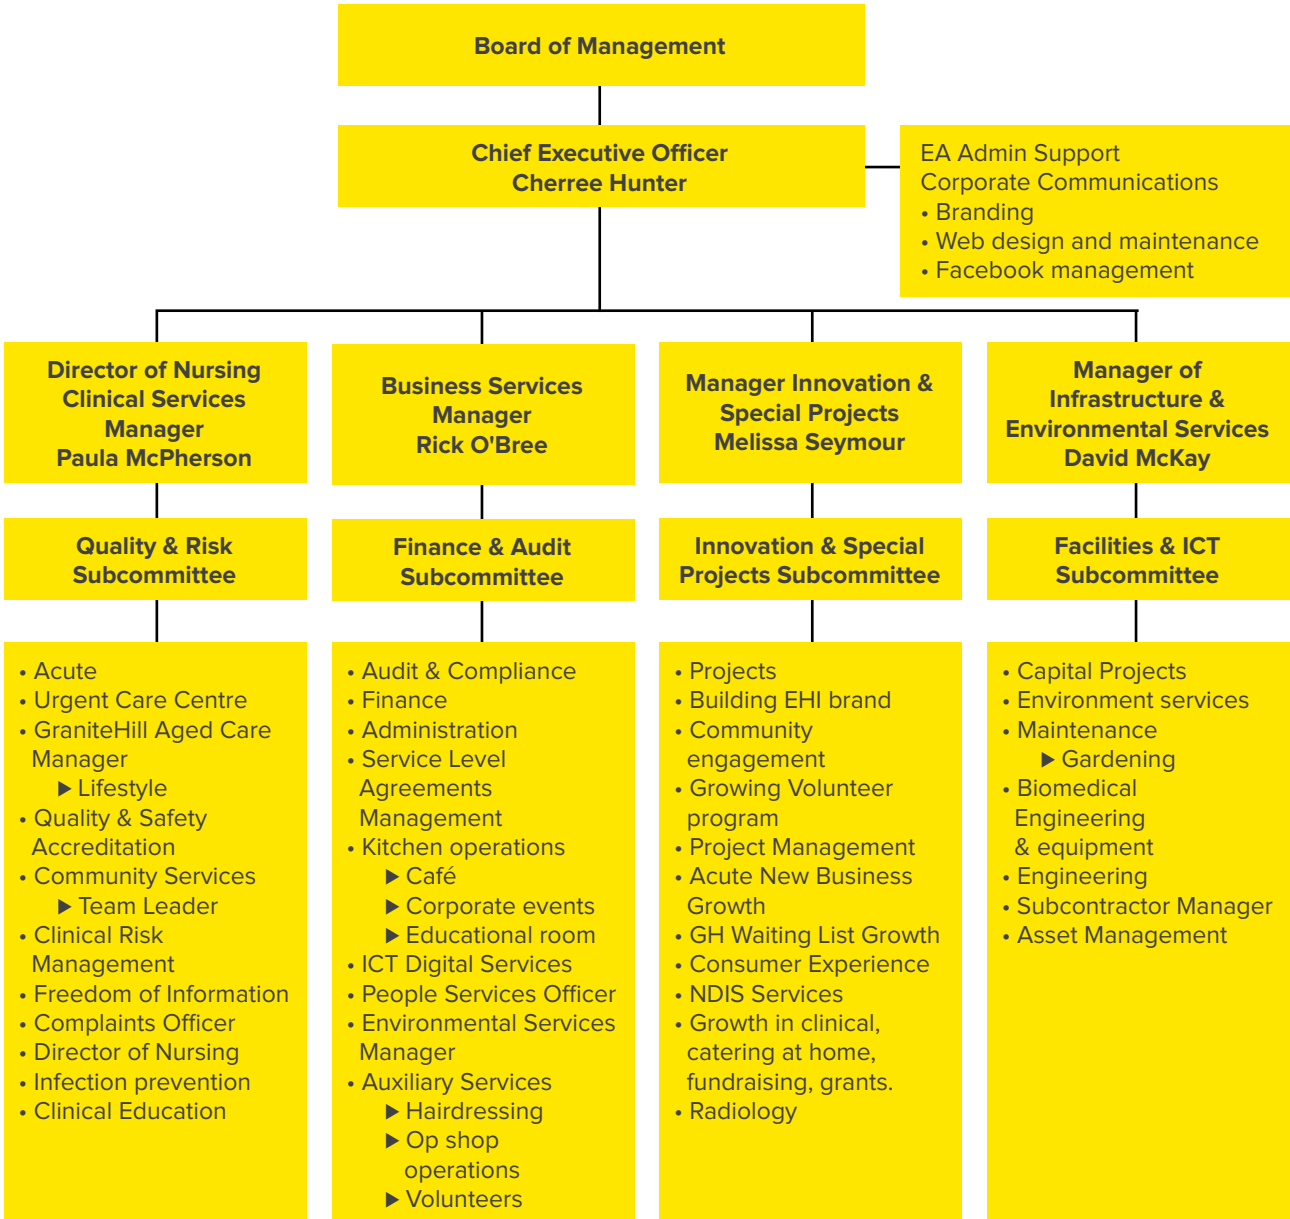 Board of Management
Chief Executive Officer
Cherree Hunter
EA Admin Support
Corporate Communications
• Branding
• Web design and maintenance
• Facebook management
Director of Nursing
Clinical Services
Manager
Paula McPherson
Business Services
Manager
Rick O'Bree
Manager Innovation &
Special Projects
Melissa Seymour
Manager of
Infrastructure &
Environmental Services
David McKay
Quality & Risk
Subcommittee
Finance & Audit
Subcommittee
Innovation & Special
Projects Subcommittee
Facilities & ICT
Subcommittee
• Acute
• Urgent Care Centre
• GraniteHill Aged Care
Manager
▶ Lifestyle
• Quality & Safety
Accreditation
• Community Services
▶ Team Leader
• Clinical Risk
Management
• Freedom of Information
• Complaints Officer
• Director of Nursing
• Infection prevention
• Clinical Education
• Audit & Compliance
• Finance
• Administration
• Service Level
Agreements
Management
• Kitchen operations
▶ Café
▶ Corporate events
▶ Educational room
• ICT Digital Services
• People Services Officer
• Environmental Services
Manager
• Auxiliary Services
▶ Hairdressing
▶ Op shop
operations
▶ Volunteers
• Projects
• Building EHI brand
• Community
engagement
• Growing Volunteer
program
• Project Management
• Acute New Business
Growth
• GH Waiting List Growth
• Consumer Experience
• NDIS Services
• Growth in clinical,
catering at home,
fundraising, grants.
• Radiology
• Capital Projects
• Environment services
• Maintenance
▶ Gardening
• Biomedical
Engineering
& equipment
• Engineering
• Subcontractor Manager
• Asset Management